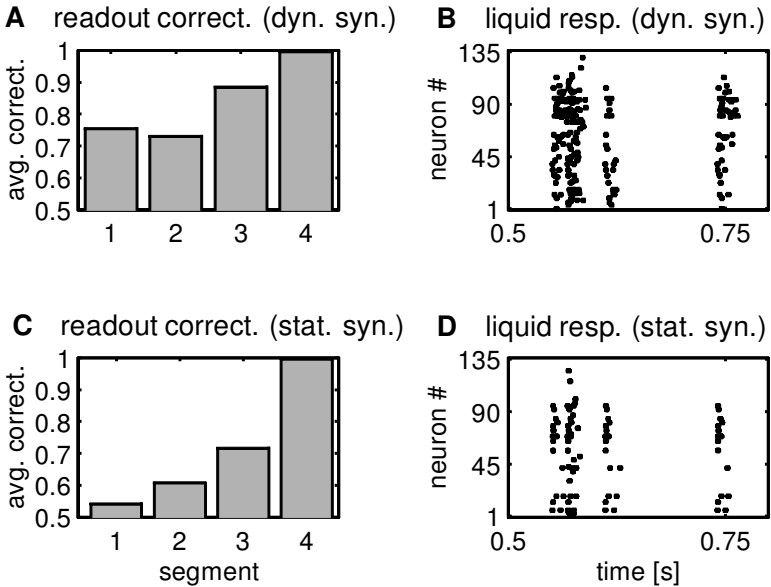 A readout correct. (dyn. syn.)
avg. correct.
1
0.9
0.8
0.7
0.6
0.5
1 2 3 4
B liquid resp. (dyn. syn.)
neuron #
135
90
45
1
0.5 0.75
C readout correct. (stat. syn.)
avg. correct.
1
0.9
0.8
0.7
0.6
0.5
1 2 3 4
segment
D liquid resp. (stat. syn.)
neuron #
135
90
45
1
0.5 0.75
time [s]